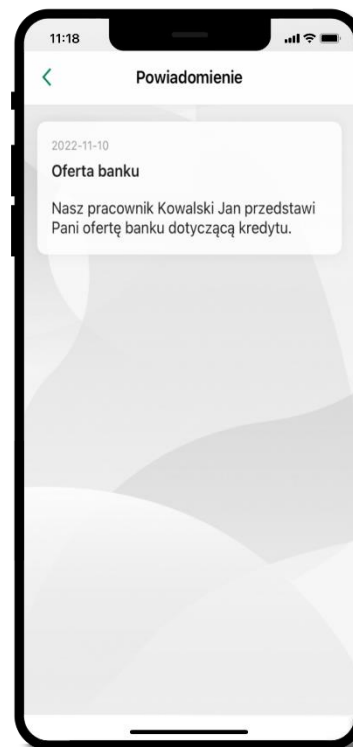 11:18
Powiadomienie
2022-11-10
Oferta banku
Nasz pracownik Kowalski Jan przedstawi
Pani ofertę banku dotyczącą kredytu.